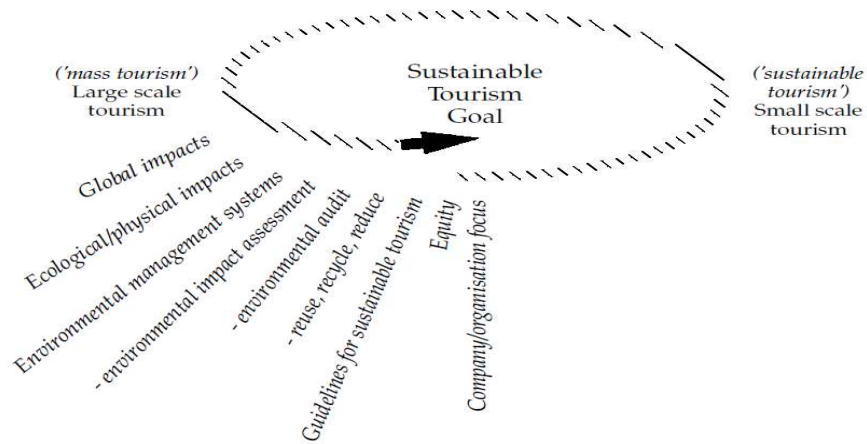 ('mass tourism')
Large scale
tourism
Sustainable
Tourism
Goal
('sustainable
tourism')
Small scale
tourism
Global impacts
Ecological/physical impacts
Environmental management systems
- environmental impact assessment
- environmental audit
- reuse, recycle, reduce
Guidelines for sustainable tourism
Equity
Company/organisation focus